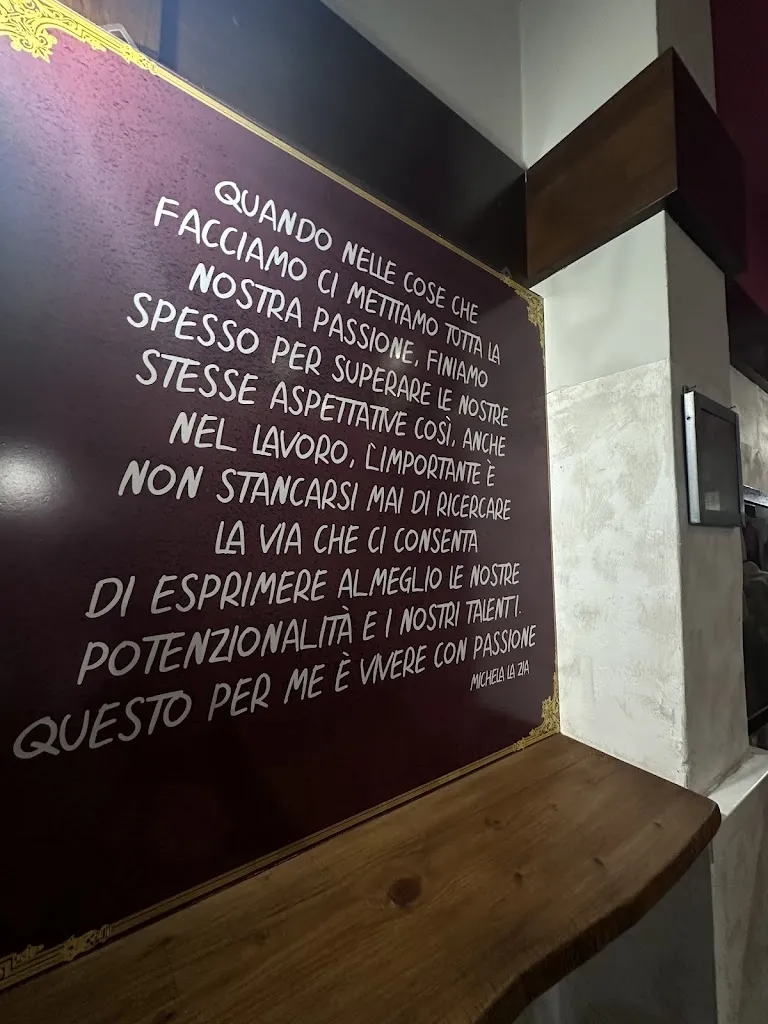 QUANDO NELLE COSE CHE
FACCIAMO CI METTIAMO TUTTA LA
NOSTRA PASSIONE, FINIAMO
SPESSO PER SUPERARE LE NOSTRE
STESSE ASPETTATIVE COSÌ, ANCHE
NEL LAVORO, L'IMPORTANTE È
NON STANCARSI MAI DI RICERCARE
LA VIA CHE CI CONSENTA
DI ESPRIMERE AL MEGLIO LE NOSTRE
POTENZIONALITÀ E I NOSTRI TALENTI.
QUESTO PER ME È VIVERE CON PASSIONE
MICHELA LA ZIA